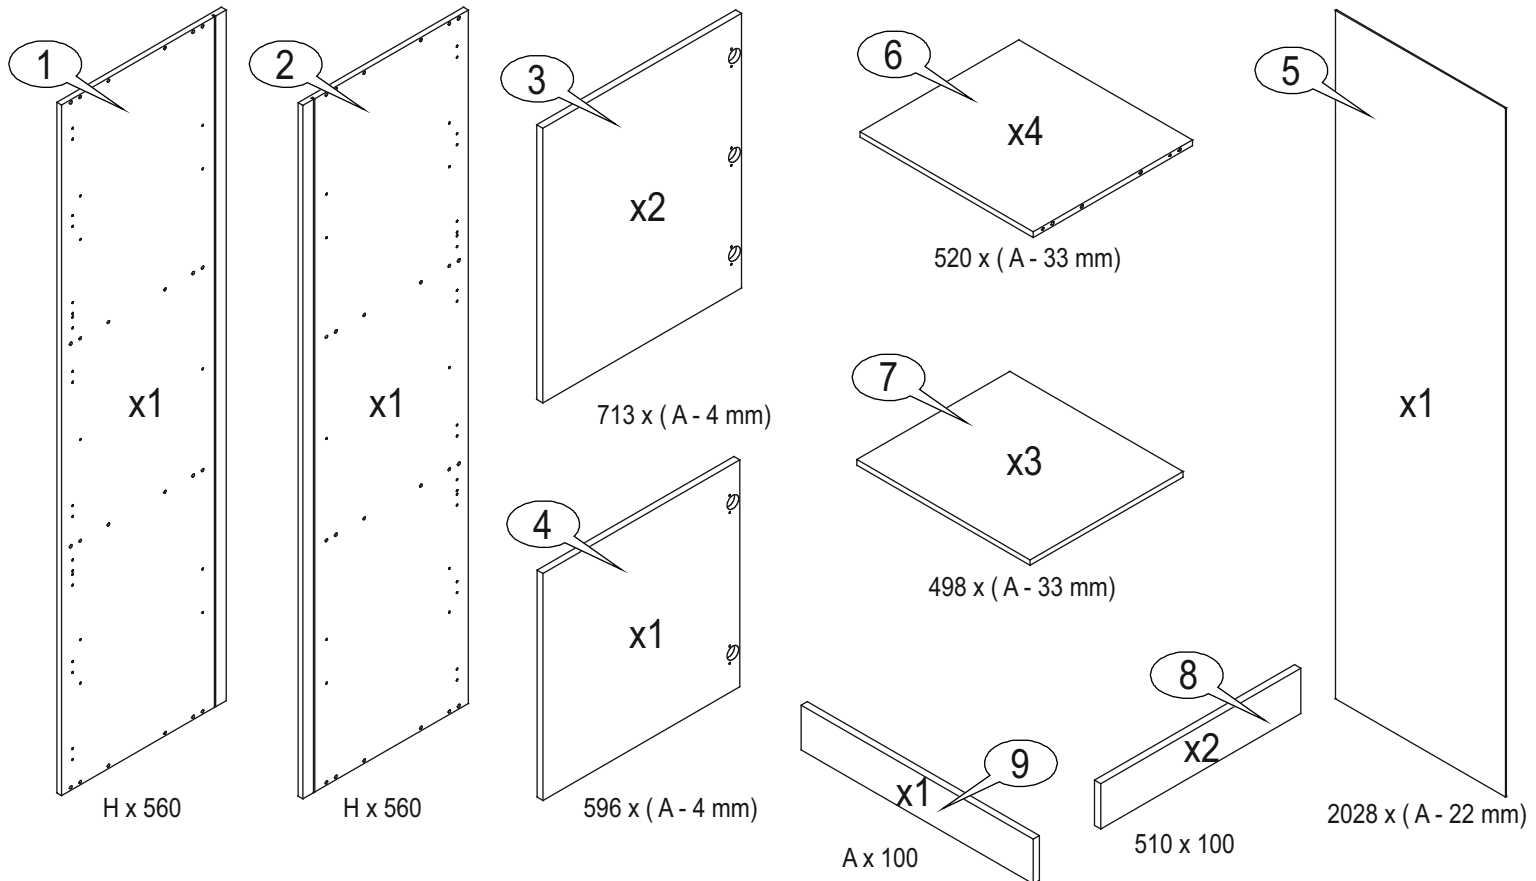 1
x1
H x 560
2
x1
H x 560
3
x2
713 x ( A - 4 mm)
4
x1
596 x ( A - 4 mm)
6
x4
520 x ( A - 33 mm)
7
x3
498 x ( A - 33 mm)
9
x1
A x 100
8
x2
510 x 100
5
x1
2028 x ( A - 22 mm)